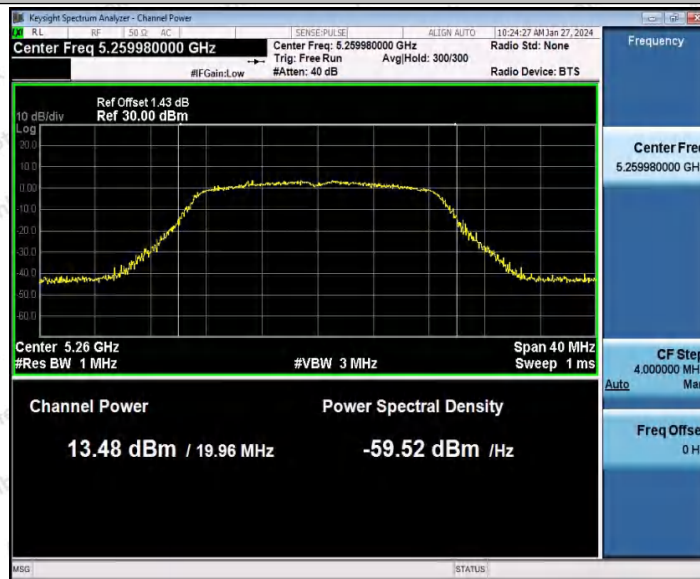 Keysight Spectrum Analyzer - Channel Power
RL RF 50 Ω AC SENSE:PULSE ALIGN AUTO 10:24:27 AM Jan 27, 2024
Center Freq 5.259980000 GHz
Center Freq: 5.259980000 GHz
Radio Std: None
Trig: Free Run Avg|Hold: 300/300
#IFGain:Low
#Atten: 40 dB
Radio Device: BTS
Ref Offset 1.43 dB
10 dB/div Ref 30.00 dBm
Log
20.0
10.0
0.00
-10.0
-20.0
-30.0
-40.0
-50.0
-60.0
Center 5.26 GHz
Span 40 MHz
#Res BW 1 MHz
#VBW 3 MHz
Sweep 1 ms
Channel Power
Power Spectral Density
13.48 dBm / 19.96 MHz
-59.52 dBm /Hz
MSG
STATUS
Frequency
Center Freq
5.259980000 GH
CF Step
4.000000 MH
Auto Ma
Freq Offse
0 H